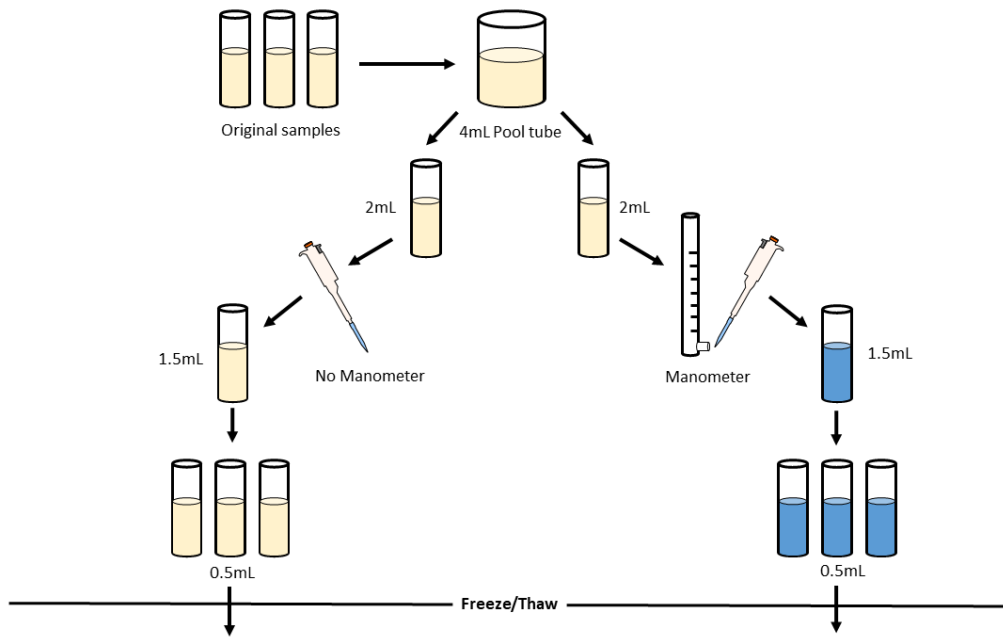 Original samples
4mL Pool tube
2mL
2mL
1.5mL
No Manometer
Manometer
1.5mL
0.5mL
0.5mL
Freeze/Thaw